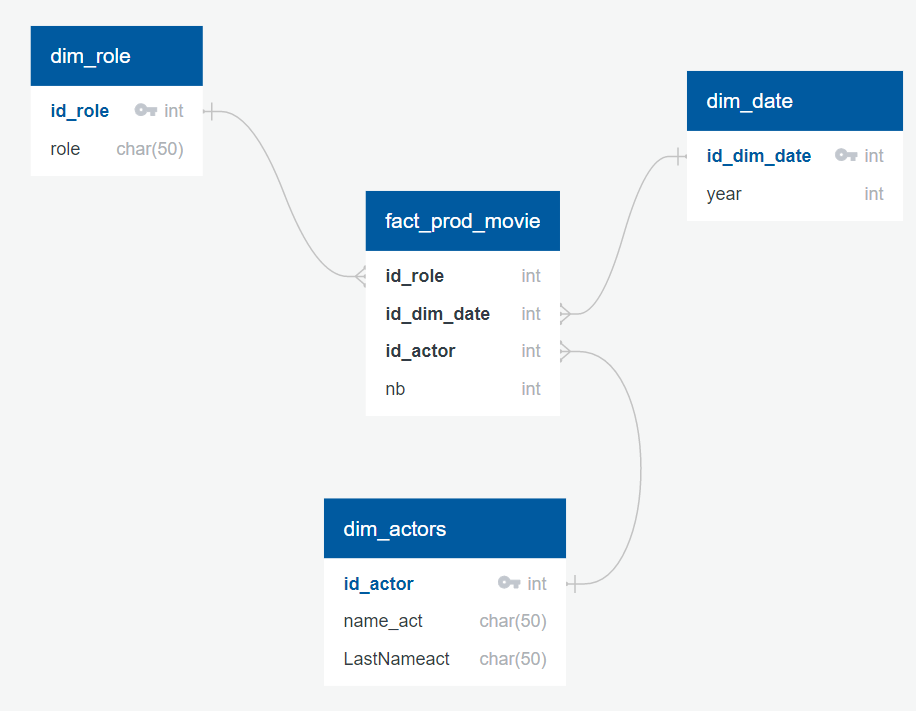 dim_role
id_role int
role char(50)
dim_date
id_dim_date int
year int
fact_prod_movie
id_role int
id_dim_date int
id_actor int
nb int
dim_actors
id_actor int
name_act char(50)
LastNameact char(50)